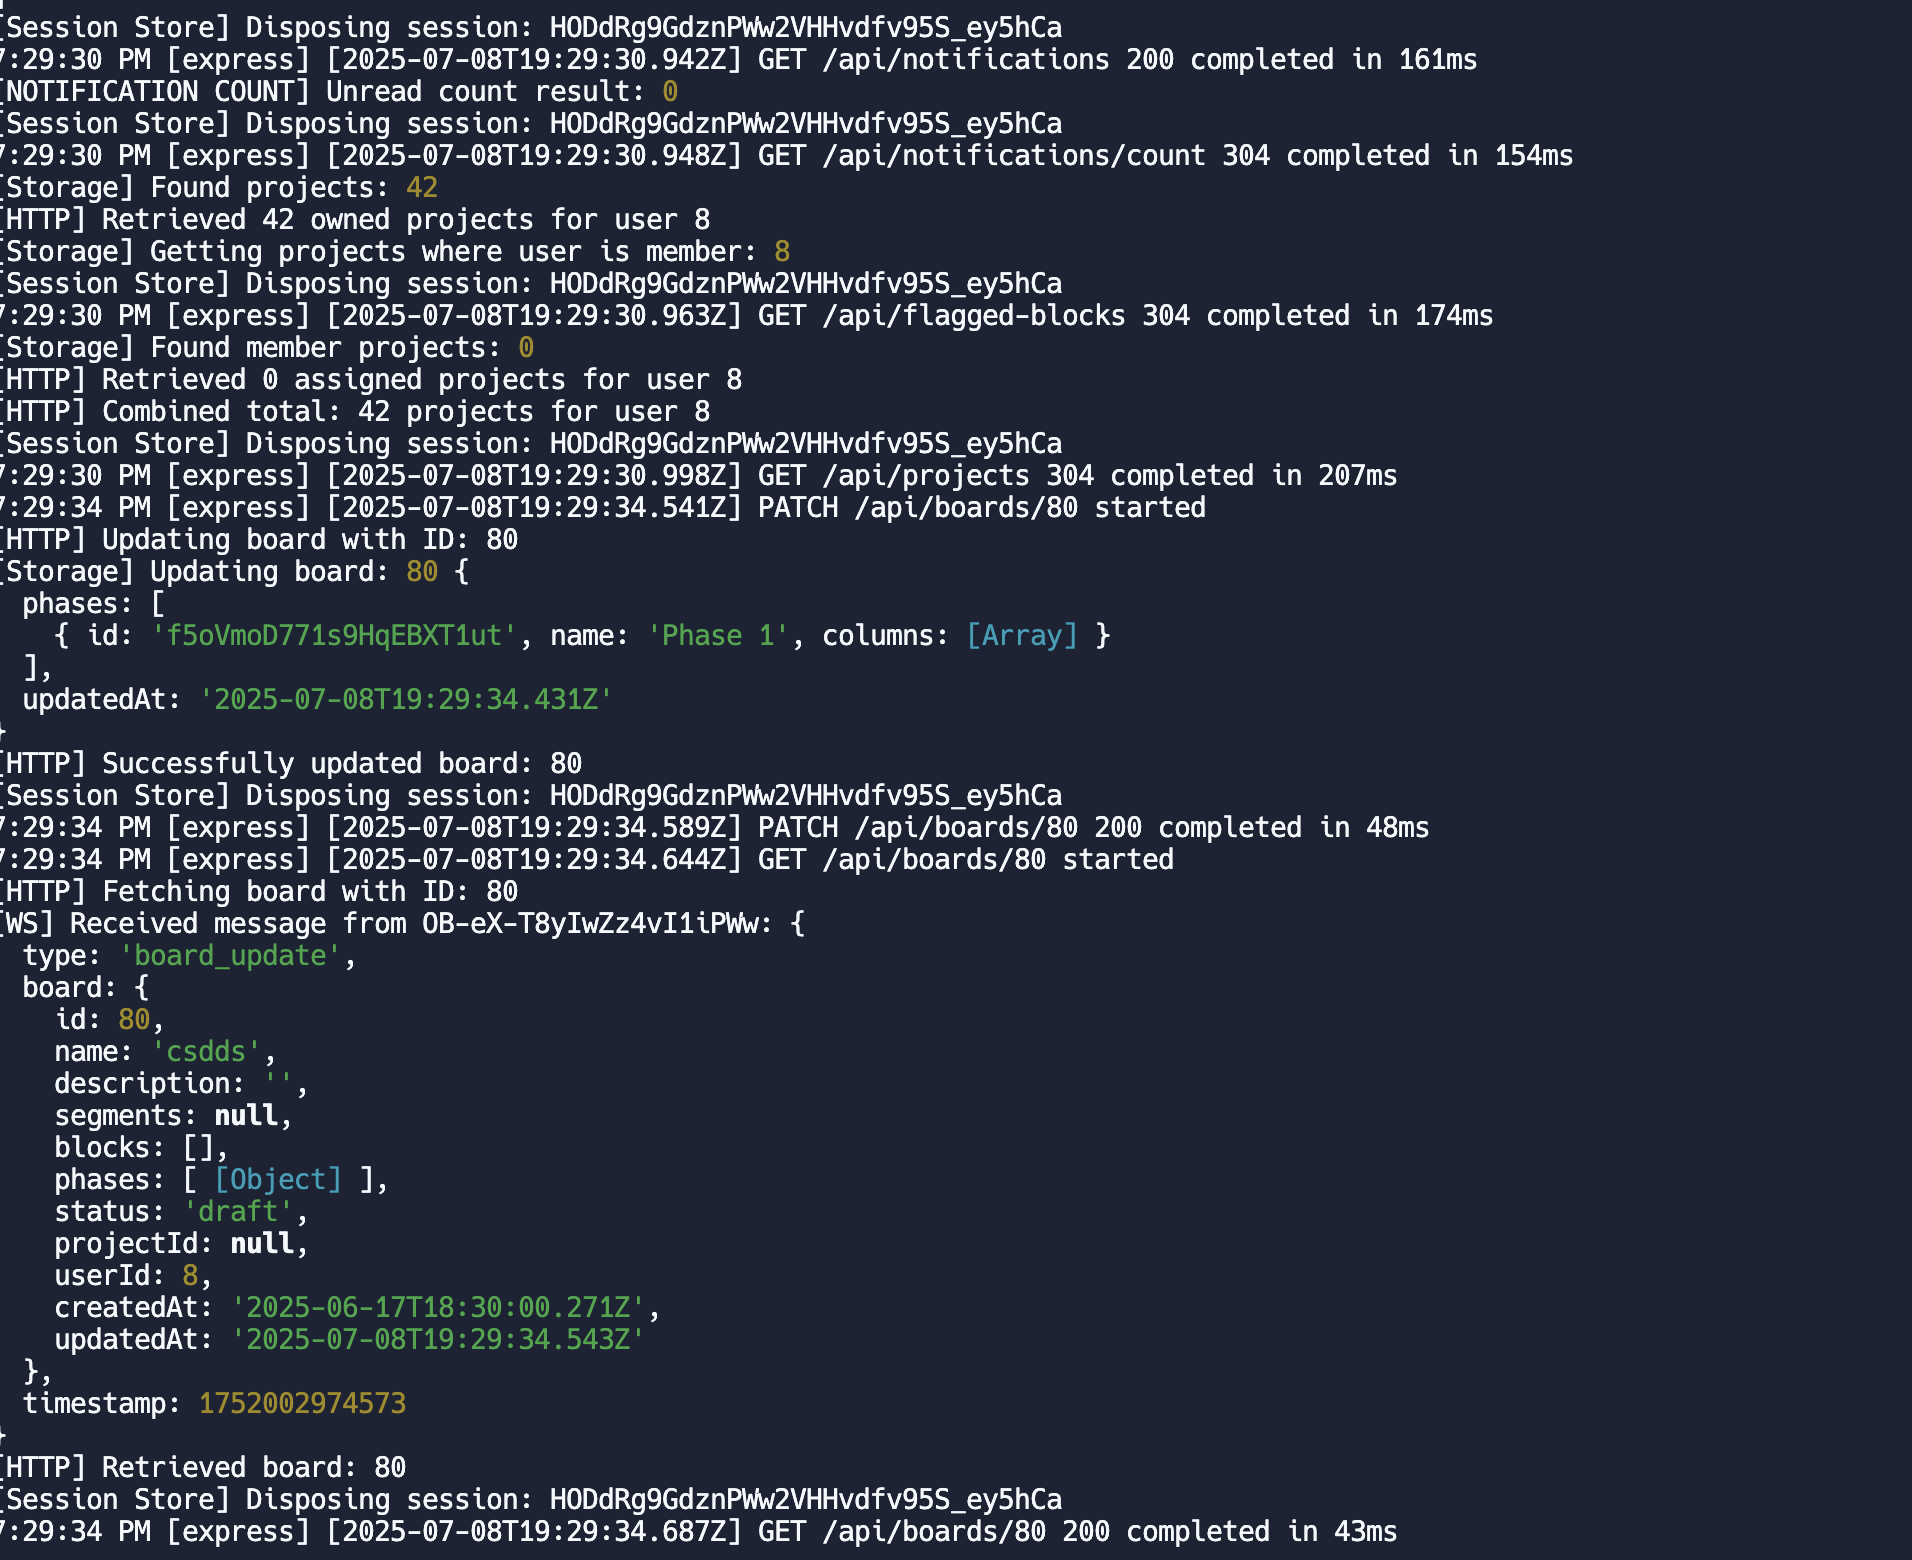 [Session Store] Disposing session: HODdRg9GdznPWw2VHHvdfv95S_ey5hCa
7:29:30 PM [express] [2025-07-08T19:29:30.942Z] GET /api/notifications 200 completed in 161ms
[NOTIFICATION COUNT] Unread count result: 0
[Session Store] Disposing session: HODdRg9GdznPWw2VHHvdfv95S_ey5hCa
7:29:30 PM [express] [2025-07-08T19:29:30.948Z] GET /api/notifications/count 304 completed in 154ms
[Storage] Found projects: 42
[HTTP] Retrieved 42 owned projects for user 8
[Storage] Getting projects where user is member: 8
[Session Store] Disposing session: HODdRg9GdznPWw2VHHvdfv95S_ey5hCa
7:29:30 PM [express] [2025-07-08T19:29:30.963Z] GET /api/flagged-blocks 304 completed in 174ms
[Storage] Found member projects: 0
[HTTP] Retrieved 0 assigned projects for user 8
[HTTP] Combined total: 42 projects for user 8
[Session Store] Disposing session: HODdRg9GdznPWw2VHHvdfv95S_ey5hCa
7:29:30 PM [express] [2025-07-08T19:29:30.998Z] GET /api/projects 304 completed in 207ms
7:29:34 PM [express] [2025-07-08T19:29:34.541Z] PATCH /api/boards/80 started
[HTTP] Updating board with ID: 80
[Storage] Updating board: 80 {
  phases: [
    { id: 'f5oVmoD771s9HqEBXT1ut', name: 'Phase 1', columns: [Array] }
  ],
  updatedAt: '2025-07-08T19:29:34.431Z'
}
[HTTP] Successfully updated board: 80
[Session Store] Disposing session: HODdRg9GdznPWw2VHHvdfv95S_ey5hCa
7:29:34 PM [express] [2025-07-08T19:29:34.589Z] PATCH /api/boards/80 200 completed in 48ms
7:29:34 PM [express] [2025-07-08T19:29:34.644Z] GET /api/boards/80 started
[HTTP] Fetching board with ID: 80
[WS] Received message from OB-eX-T8yIwZz4vI1iPWw: {
  type: 'board_update',
  board: {
    id: 80,
    name: 'csdds',
    description: '',
    segments: null,
    blocks: [],
    phases: [ [Object] ],
    status: 'draft',
    projectId: null,
    userId: 8,
    createdAt: '2025-06-17T18:30:00.271Z',
    updatedAt: '2025-07-08T19:29:34.543Z'
  },
  timestamp: 1752002974573
}
[HTTP] Retrieved board: 80
[Session Store] Disposing session: HODdRg9GdznPWw2VHHvdfv95S_ey5hCa
7:29:34 PM [express] [2025-07-08T19:29:34.687Z] GET /api/boards/80 200 completed in 43ms